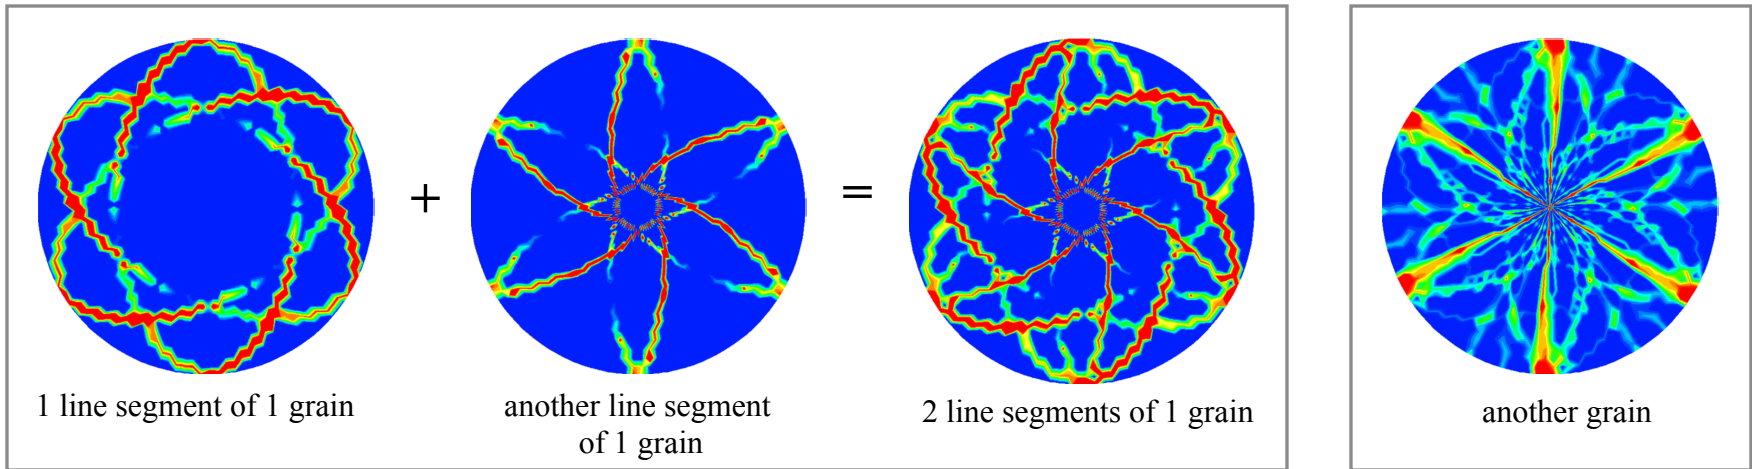 +
=
1 line segment of 1 grain
another line segment
of 1 grain
2 line segments of 1 grain
another grain